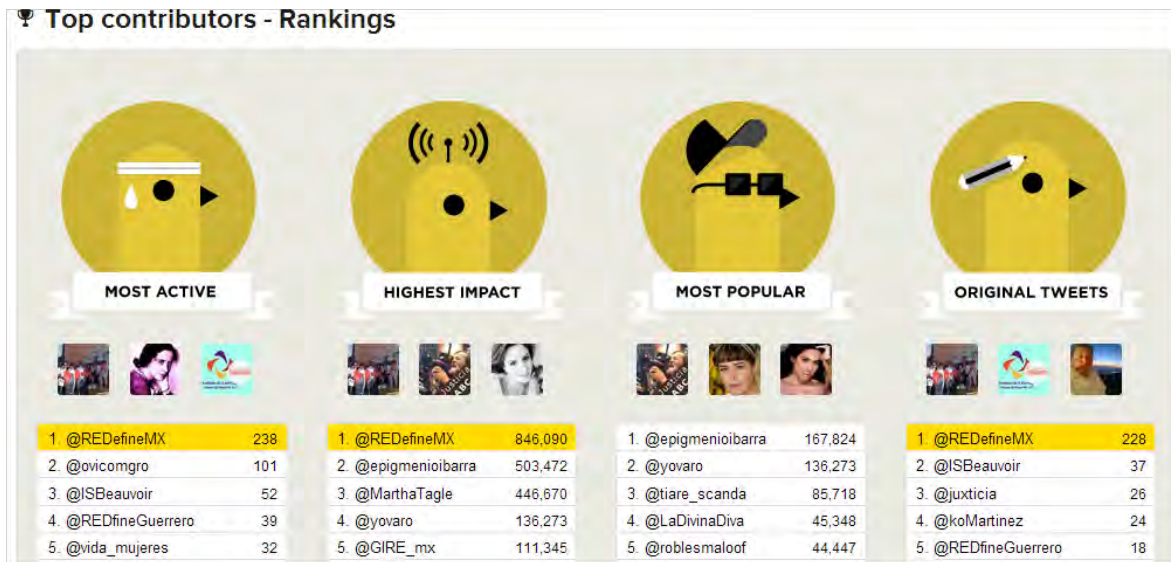 Top contributors - Rankings
MOST ACTIVE
HIGHEST IMPACT
MOST POPULAR
ORIGINAL TWEETS
Justicia
ABC
Justicia
ABC
1. @REDefineMX 238
2. @ovicomgro 101
3. @ISBeauvoir 52
4. @REDfineGuerrero 39
5. @vida_mujeres 32
1. @REDefineMX 846,090
2. @epigmenioibarra 503,472
3. @MarthaTagle 446,670
4. @yovaro 136,273
5. @GIRE_mx 111,345
1. @epigmenioibarra 167,824
2. @yovaro 136,273
3. @tiare_scanda 85,718
4. @LaDivinaDiva 45,348
5. @roblesmaloof 44,447
1. @REDefineMX 228
2. @ISBeauvoir 37
3. @juxticia 26
4. @koMartinez 24
5. @REDfineGuerrero 18